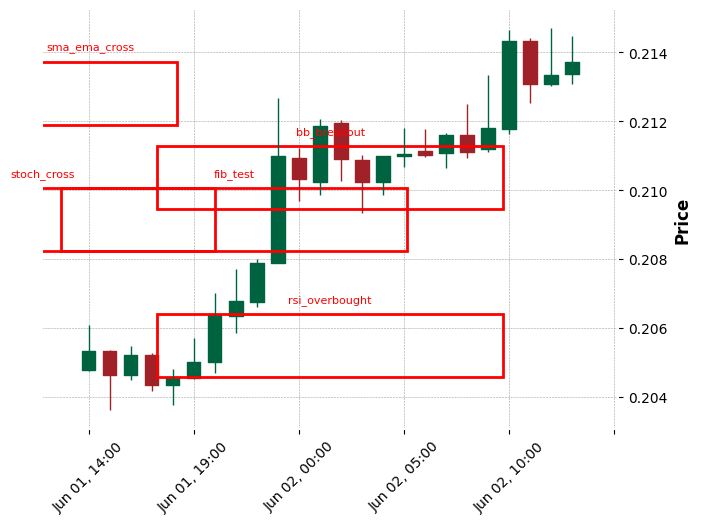 sma_ema_cross
0.214
0.212
bb_breakout
stoch_cross
fib_test
0.210
Price
0.208
rsi_overbought
0.206
0.204
Jun 01, 14:00
Jun 01, 19:00
Jun 02, 00:00
Jun 02, 05:00
Jun 02, 10:00